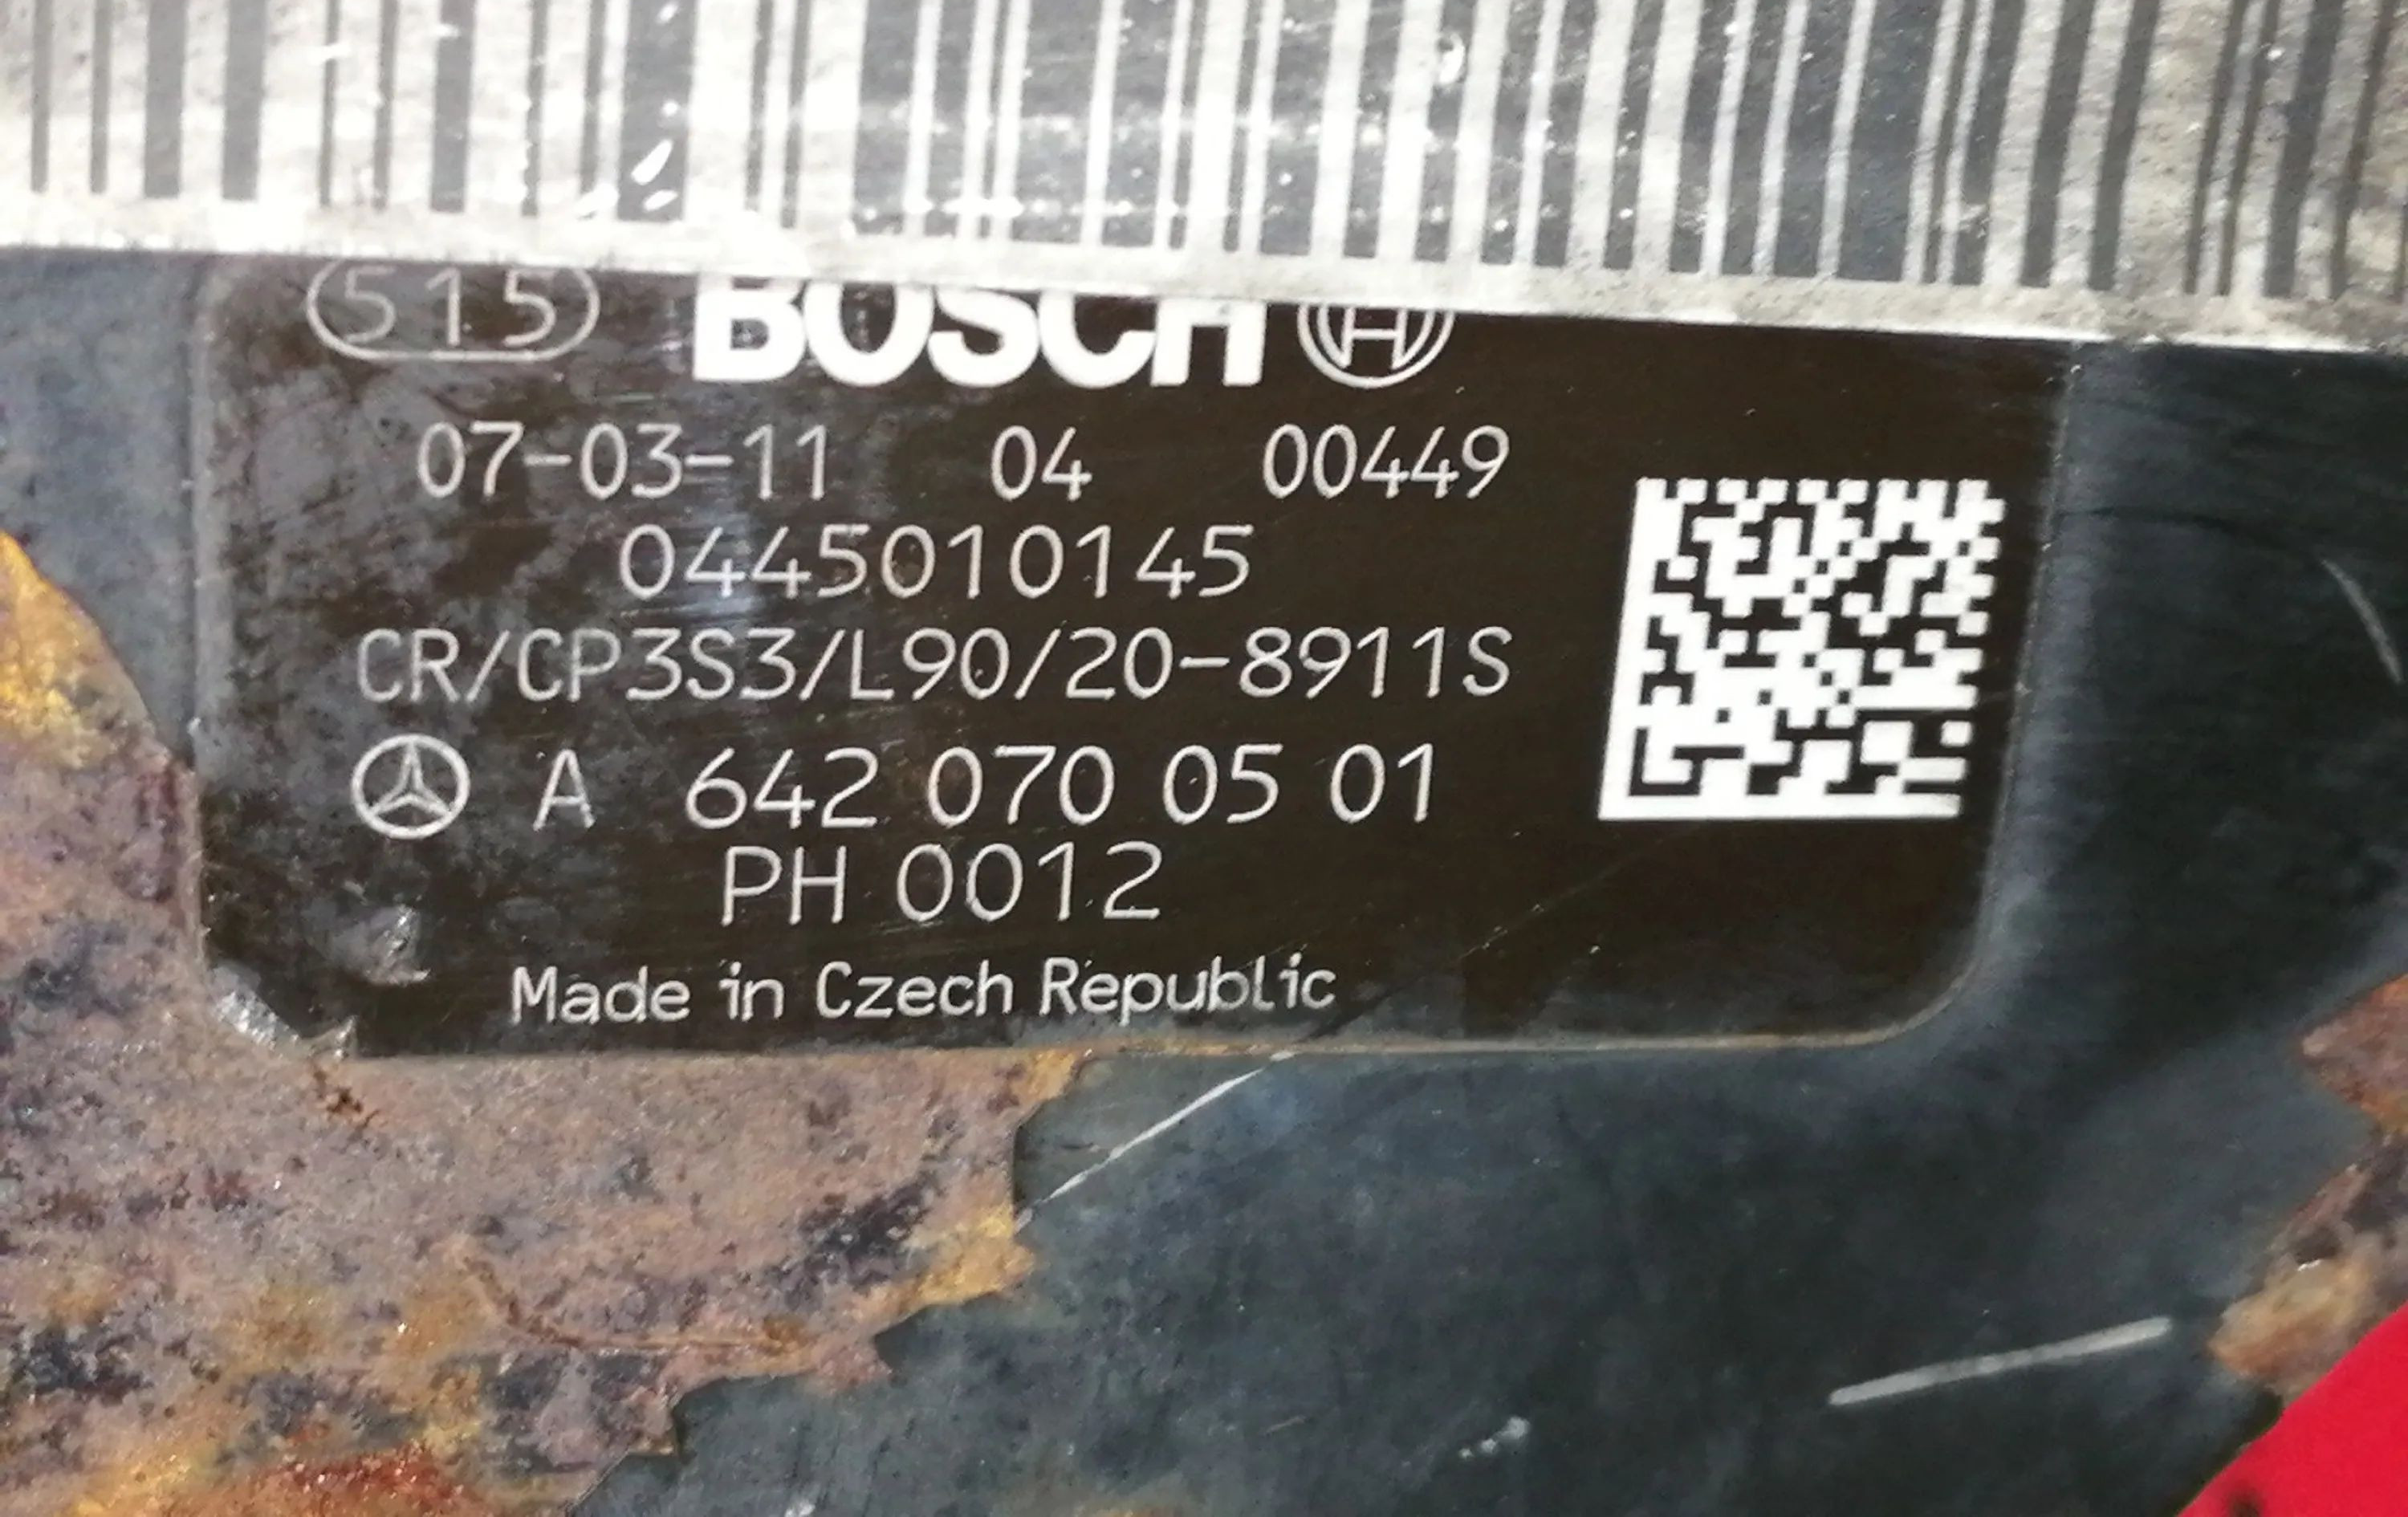 515 BOSCH
07-03-11 04 00449
0445010145
CR/CP3S3/L90/20-8911S
A 642 070 05 01
PH 0012
Made in Czech Republic